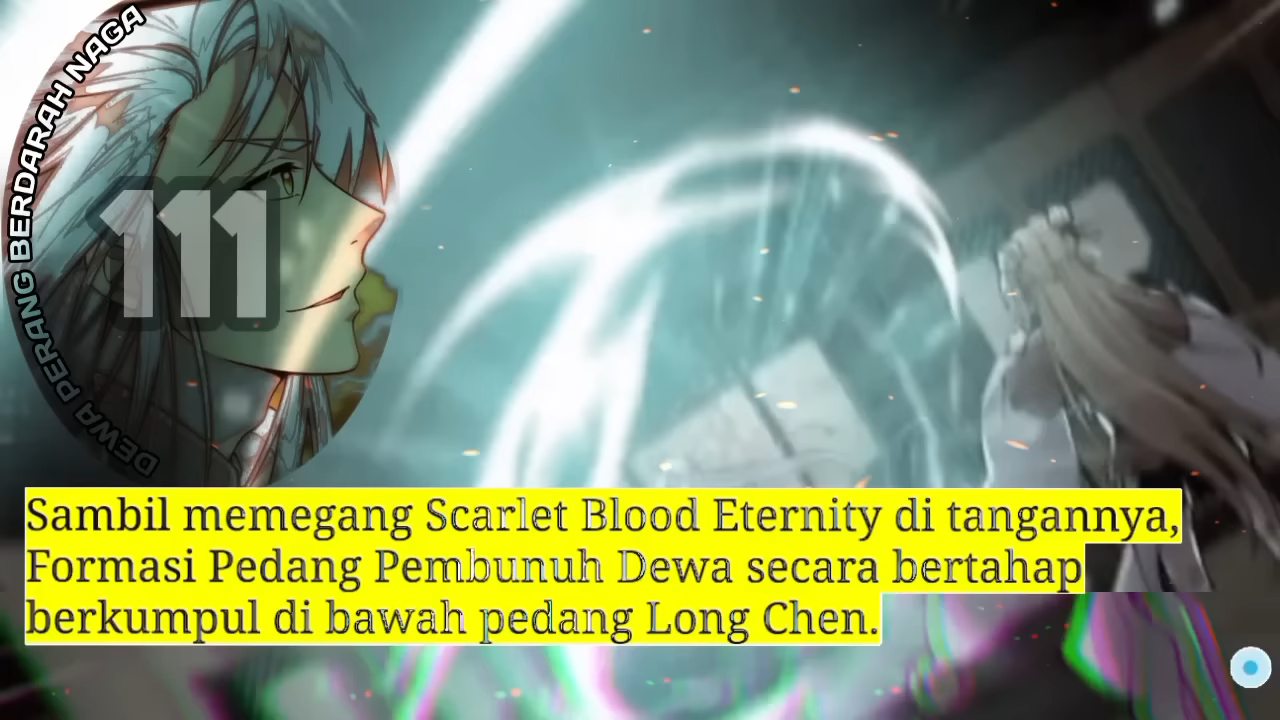 DEWA PERANG BERDARAH NAGA
111
Sambil memegang Scarlet Blood Eternity di tangannya,
Formasi Pedang Pembunuh Dewa secara bertahap
berkumpul di bawah pedang Long Chen.